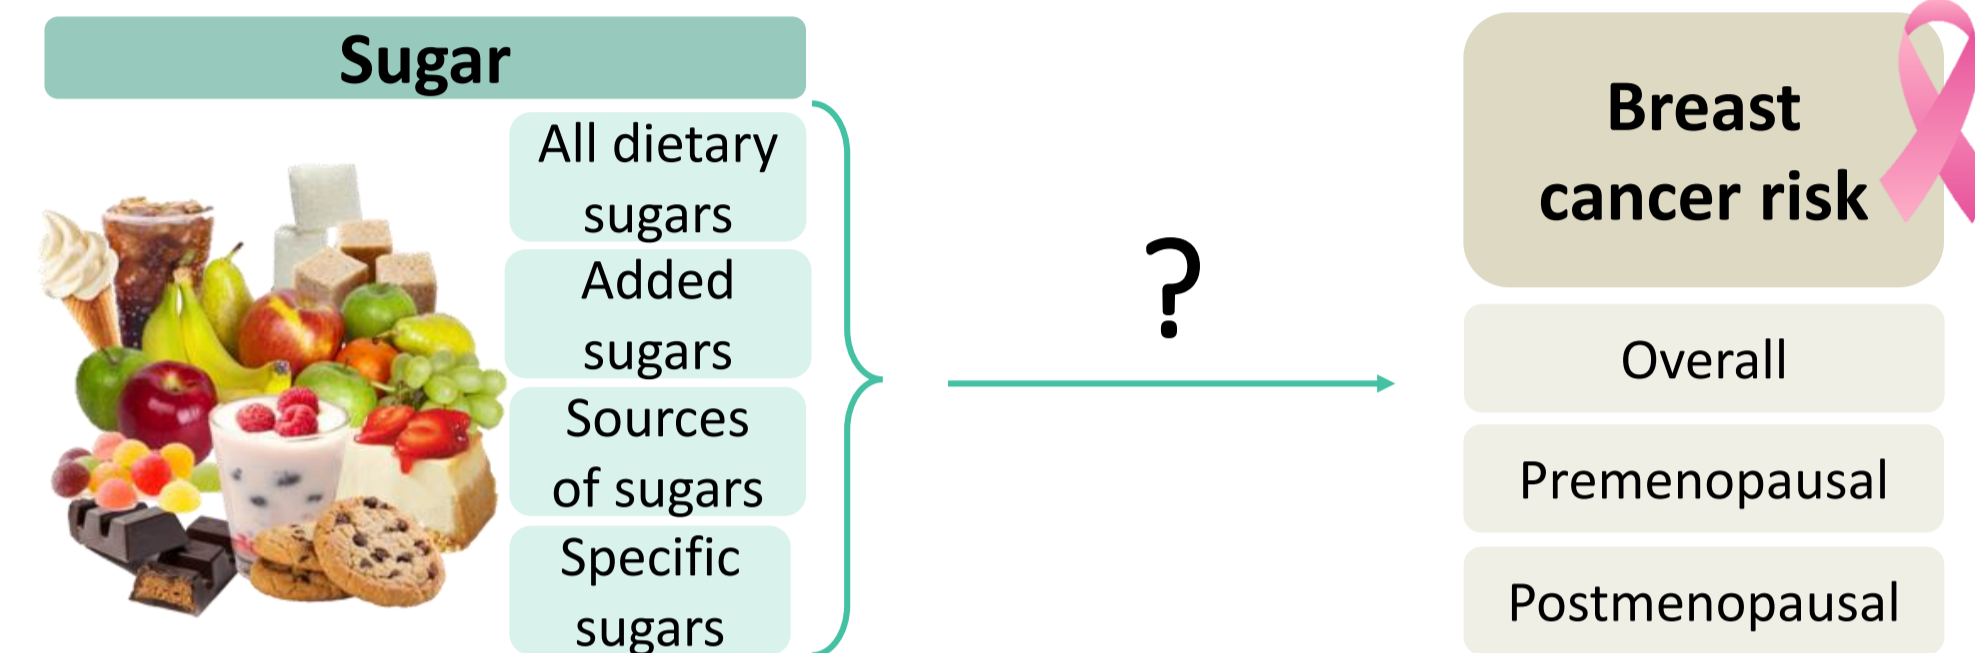 Sugar
All dietary
sugars
Added
sugars
Sources
of sugars
Specific
sugars
?
Breast
cancer risk
Overall
Premenopausal
Postmenopausal